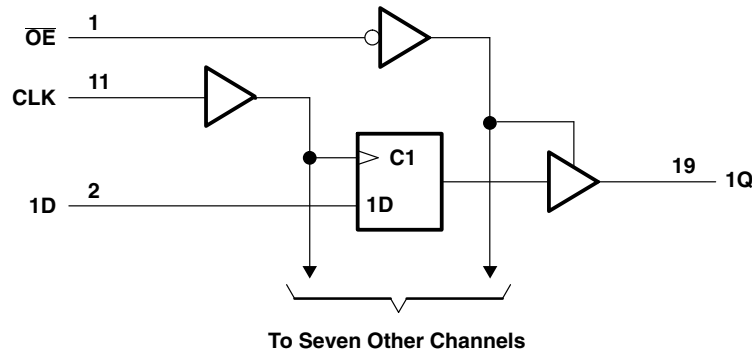 OE 1
CLK 11
C1
1D 2 1D
19 1Q
To Seven Other Channels